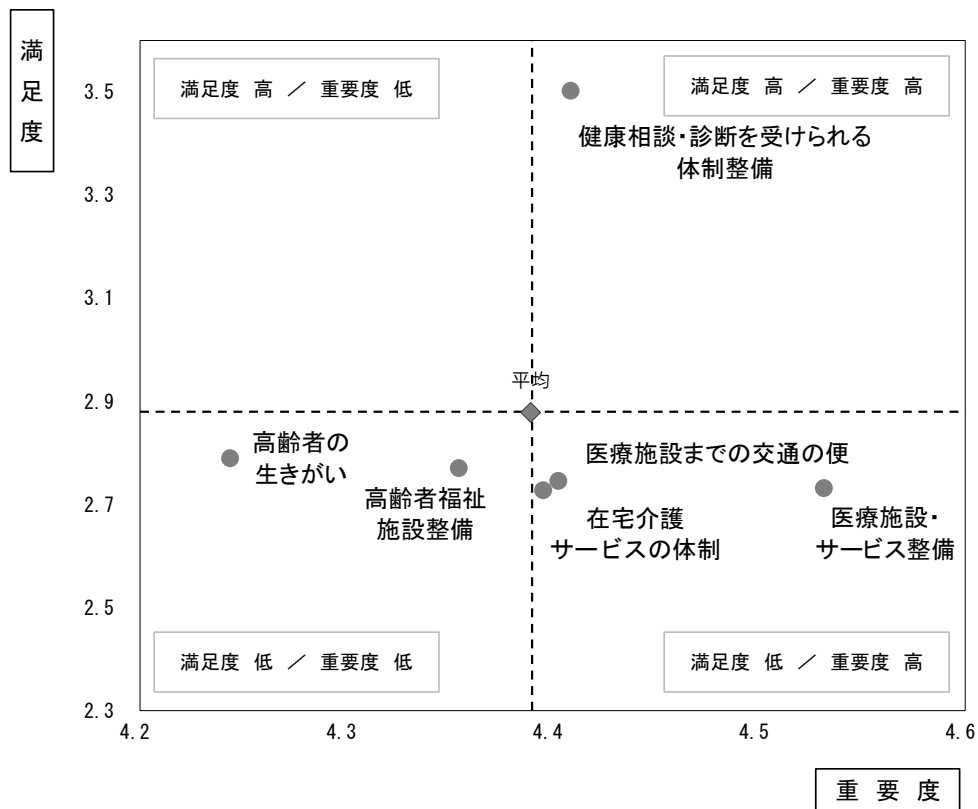 満足度
満足度 高 ／ 重要度 低
満足度 高 ／ 重要度 高
3.5
健康相談・診断を受けられる
体制整備
3.3
3.1
平均
2.9
高齢者の
生きがい
医療施設までの交通の便
高齢者福祉
施設整備
2.7
在宅介護
サービスの体制
医療施設・
サービス整備
2.5
満足度 低 ／ 重要度 低
満足度 低 ／ 重要度 高
2.3
4.2
4.3
4.4
4.5
4.6
重 要 度